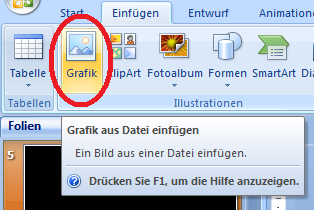 Start Einfügen Entwurf Animatione
Tabelle Grafik ClipArt Fotoalbum Formen SmartArt Dia
Tabellen Illustrationen
Folien
Grafik aus Datei einfügen
5
Ein Bild aus einer Datei einfügen.
Drücken Sie F1, um die Hilfe anzuzeigen.